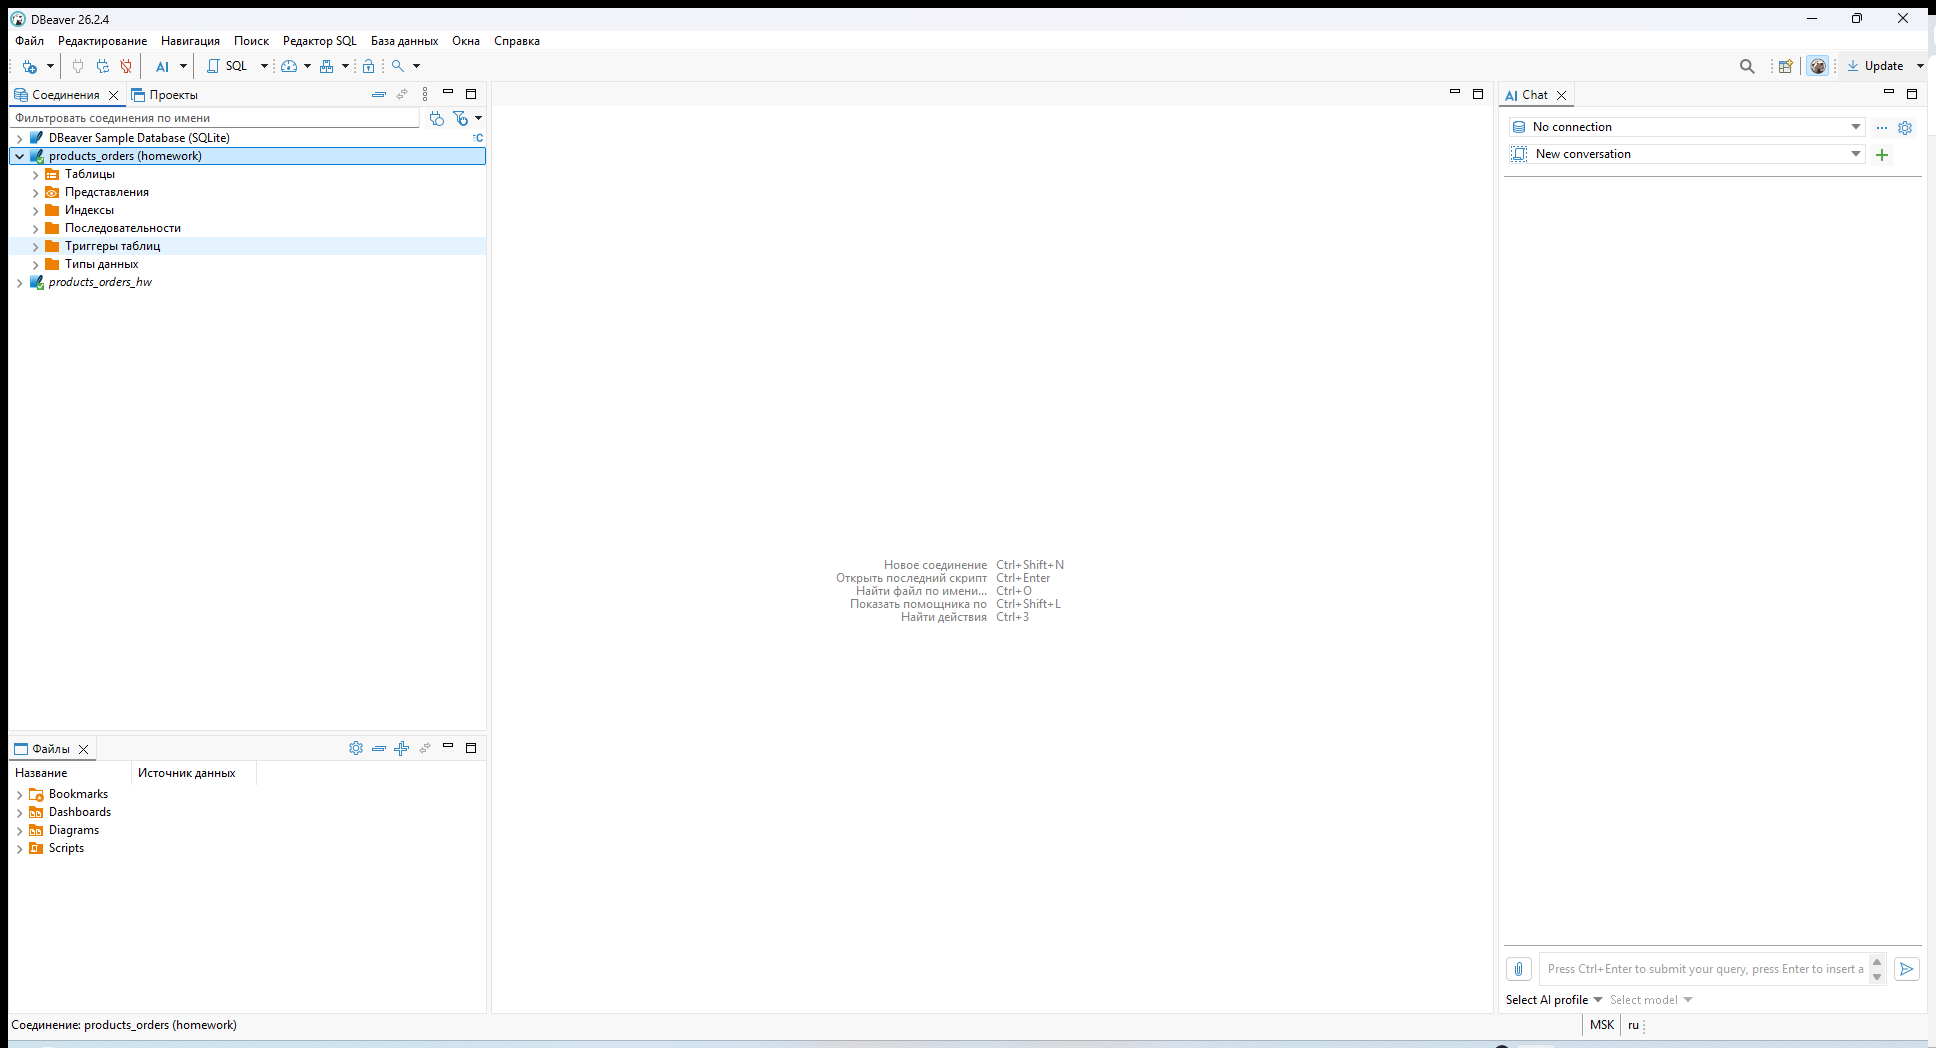 DBeaver 26.2.4
Файл Редактирование Навигация Поиск Редактор SQL База данных Окна Справка
AI SQL Update
Соединения Проекты
Фильтровать соединения по имени
DBeaver Sample Database (SQLite)
products_orders (homework)
Таблицы
Представления
Индексы
Последовательности
Триггеры таблиц
Типы данных
products_orders_hw
Новое соединение Ctrl+Shift+N
Открыть последний скрипт Ctrl+Enter
Найти файл по имени... Ctrl+O
Показать помощника по Ctrl+Shift+L
Найти действия Ctrl+3
AI Chat
No connection
New conversation
Press Ctrl+Enter to submit your query, press Enter to insert a
Select AI profile Select model
Файлы
Название Источник данных
Bookmarks
Dashboards
Diagrams
Scripts
Соединение: products_orders (homework)
MSK ru